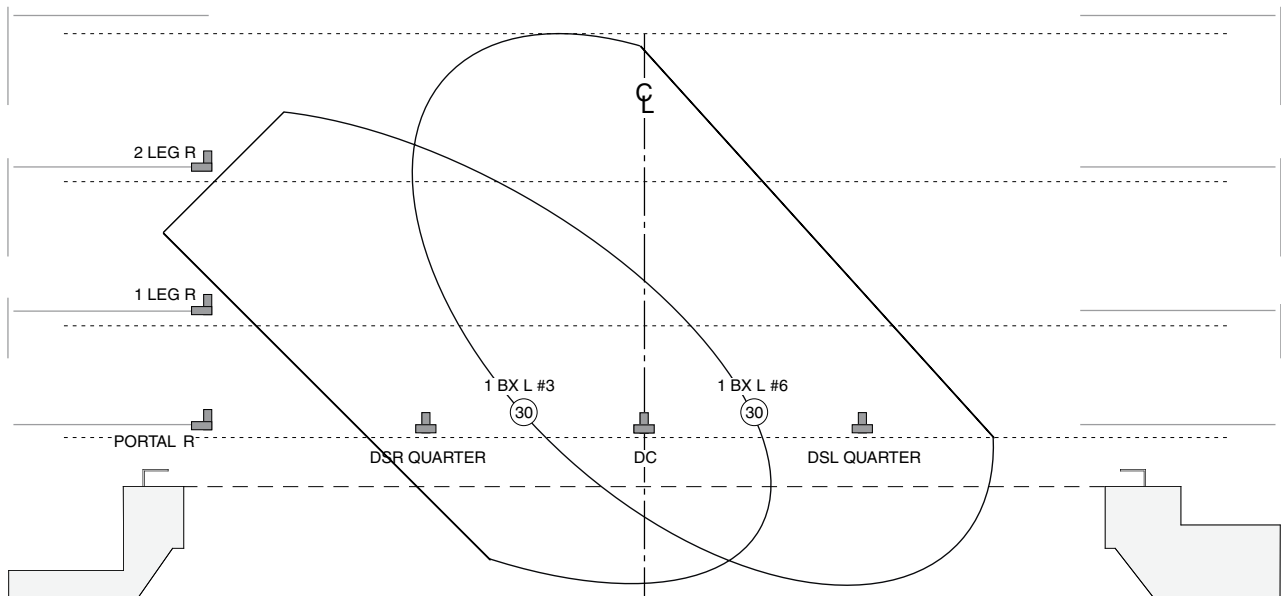 ℄
2 LEG R
1 LEG R
1 BX L #3
1 BX L #6
30
30
PORTAL R
DSR QUARTER
DC
DSL QUARTER